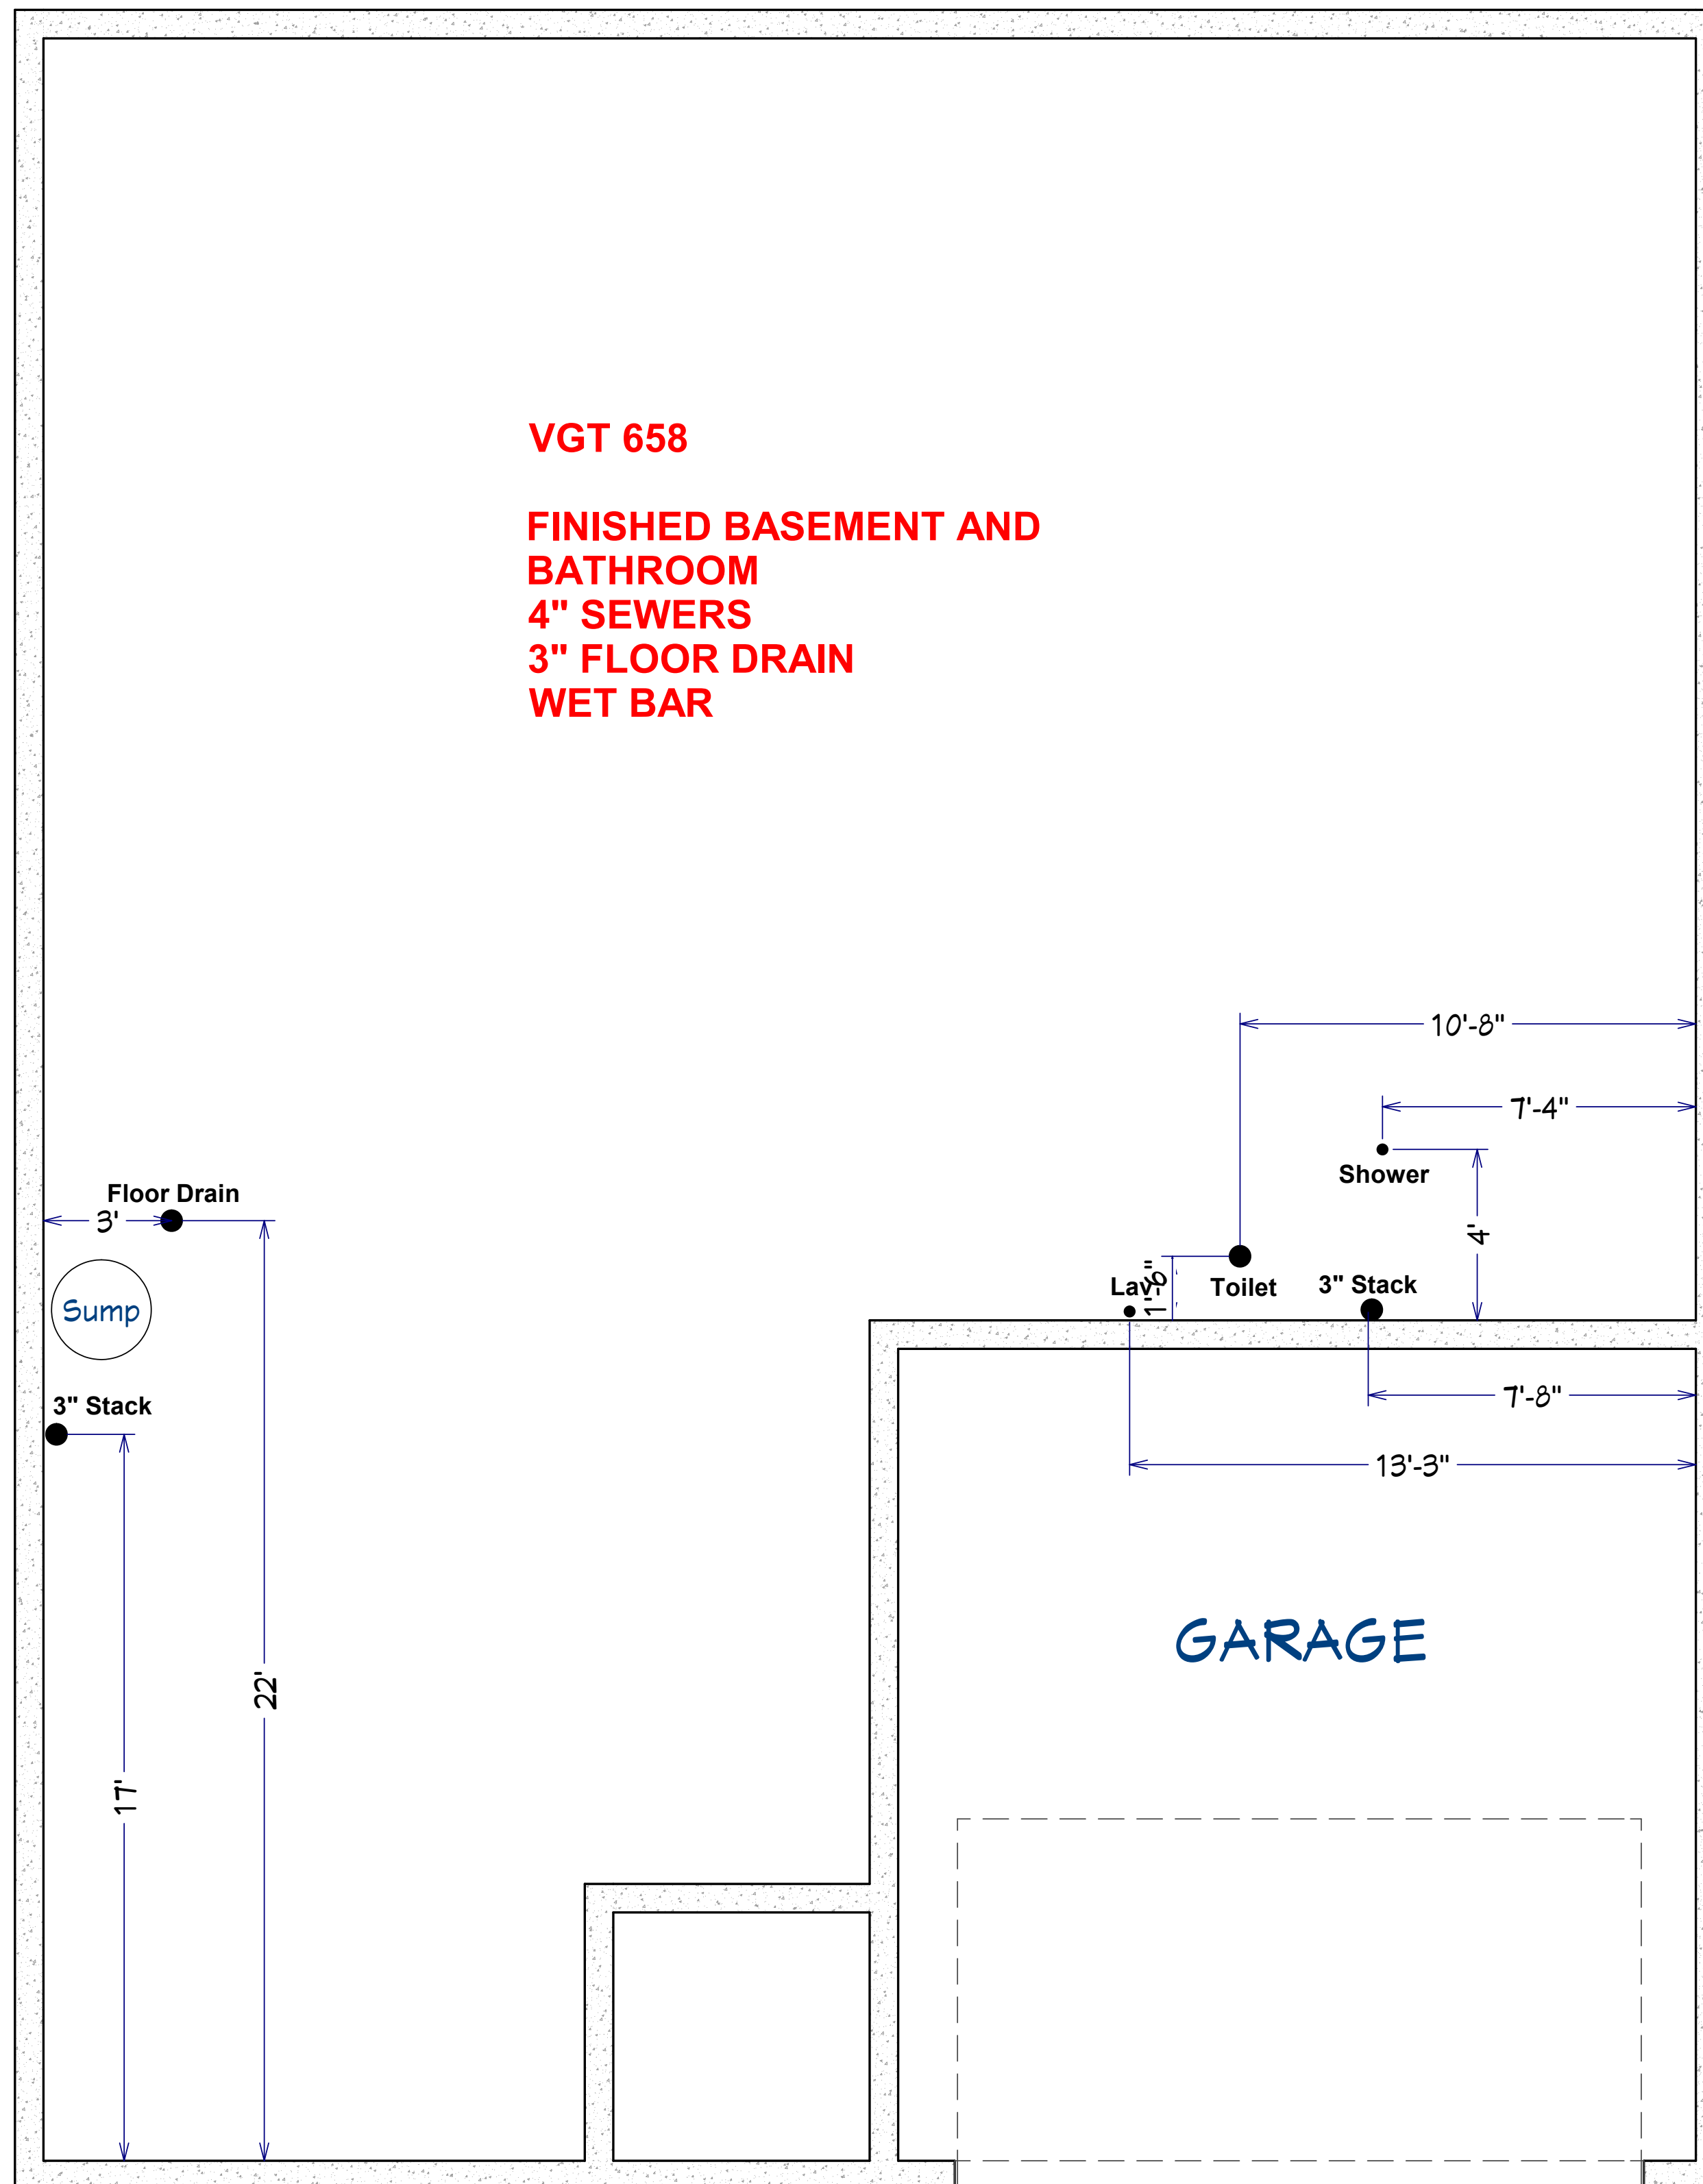 VGT 658
FINISHED BASEMENT AND
BATHROOM
4" SEWERS
3" FLOOR DRAIN
WET BAR
10'-8"
7'-4"
Shower
Floor Drain
3'
4'
1'-6"
Lav
Toilet
3" Stack
Sump
3" Stack
7'-8"
13'-3"
GARAGE
22'
17'